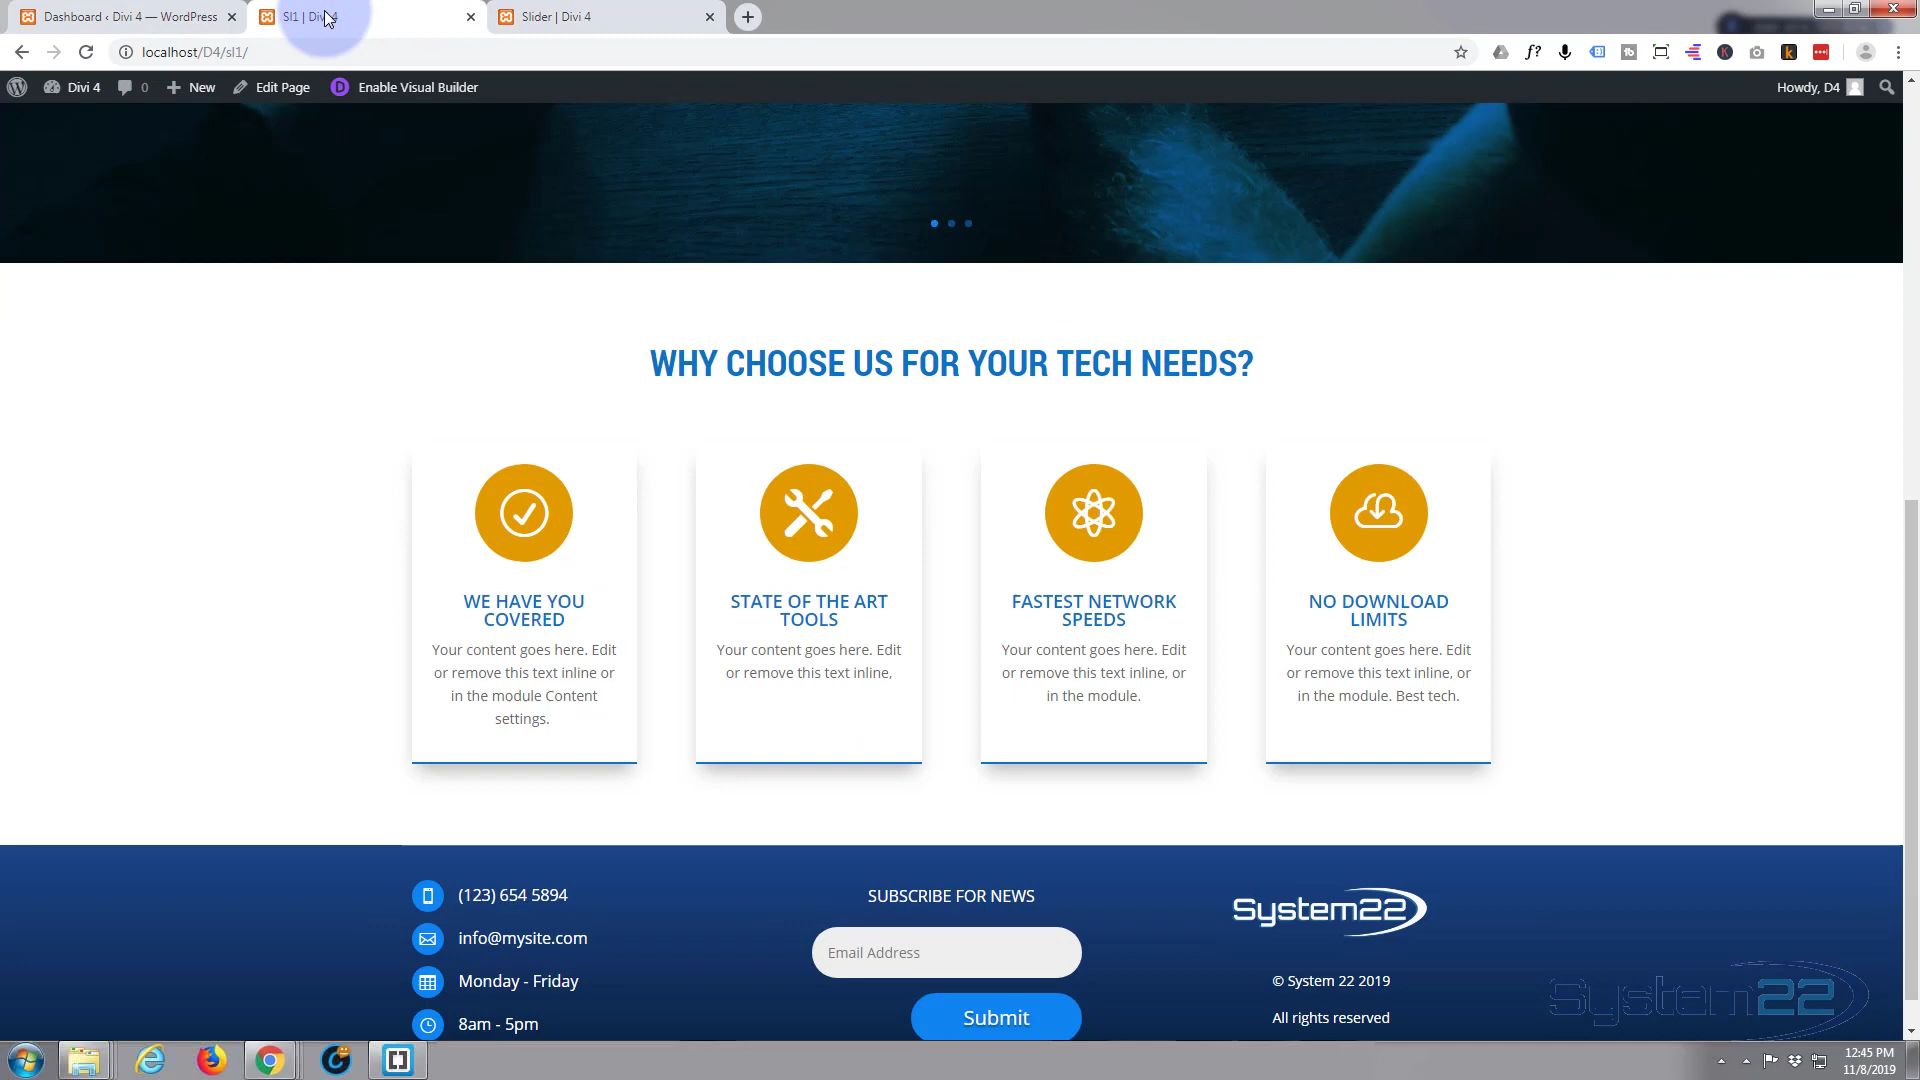 Dashboard ‹ Divi 4 — WordPress
Sl1 | Divi 4
Slider | Divi 4
localhost/D4/sl1/
Divi 4
0
New
Edit Page
Enable Visual Builder
Howdy, D4
WHY CHOOSE US FOR YOUR TECH NEEDS?
WE HAVE YOU
COVERED
Your content goes here. Edit
or remove this text inline or
in the module Content
settings.
STATE OF THE ART
TOOLS
Your content goes here. Edit
or remove this text inline,
FASTEST NETWORK
SPEEDS
Your content goes here. Edit
or remove this text inline, or
in the module.
NO DOWNLOAD
LIMITS
Your content goes here. Edit
or remove this text inline, or
in the module. Best tech.
(123) 654 5894
info@mysite.com
Monday - Friday
8am - 5pm
SUBSCRIBE FOR NEWS
Email Address
Submit
System22
© System 22 2019
All rights reserved
System22
12:45 PM
11/8/2019